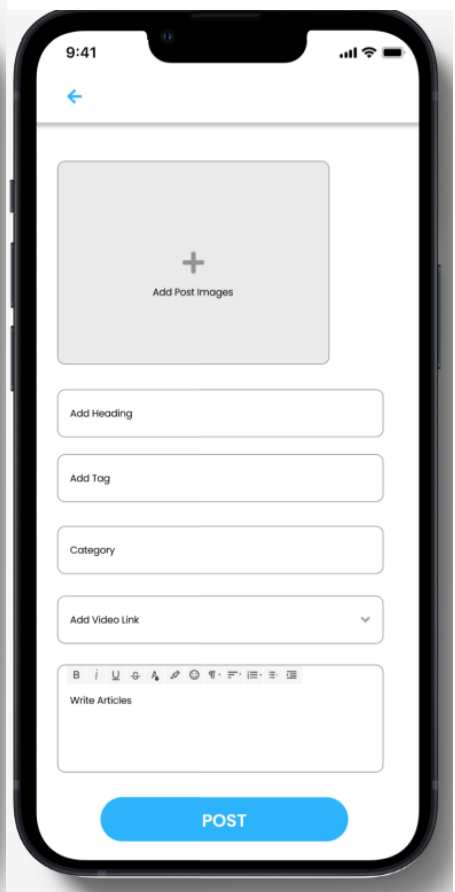 9:41
Add Post Images
Add Heading
Add Tag
Category
Add Video Link
B i U S A
Write Articles
POST